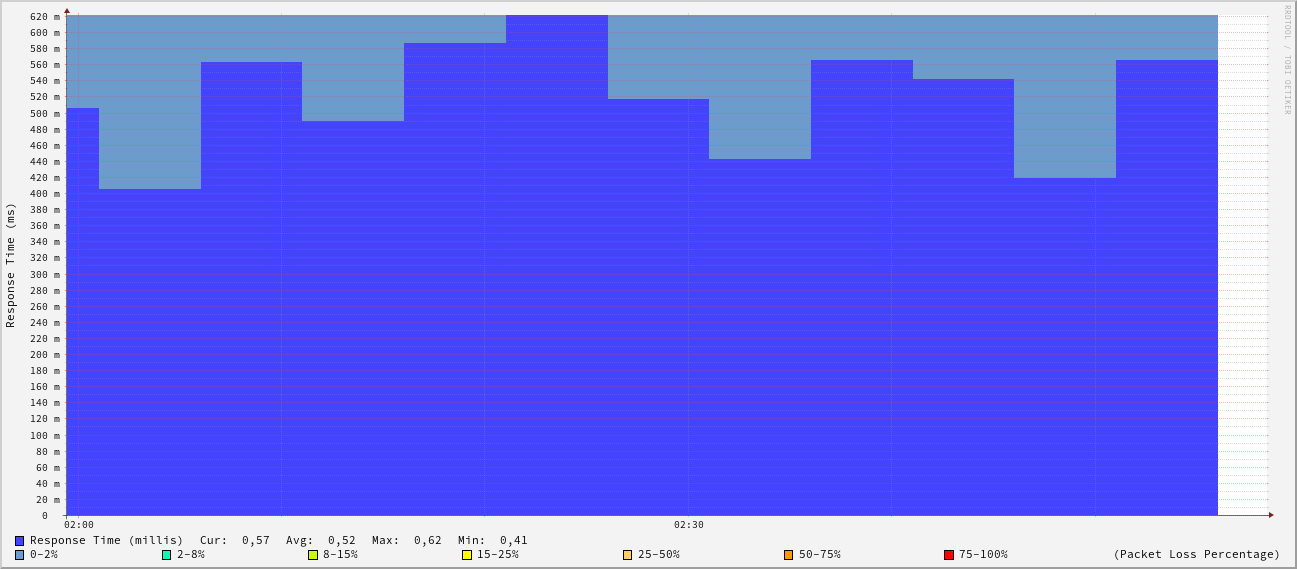 RRDTOOL / TOBI OETIKER
Response Time (ms)
620 m
600 m
580 m
560 m
540 m
520 m
500 m
480 m
460 m
440 m
420 m
400 m
380 m
360 m
340 m
320 m
300 m
280 m
260 m
240 m
220 m
200 m
180 m
160 m
140 m
120 m
100 m
80 m
60 m
40 m
20 m
0
02:00 02:30
Response Time (millis) Cur: 0,57 Avg: 0,52 Max: 0,62 Min: 0,41
0-2% 2-8% 8-15% 15-25% 25-50% 50-75% 75-100% (Packet Loss Percentage)